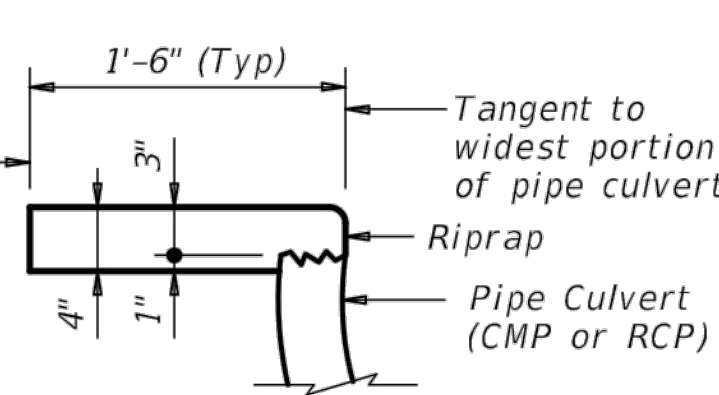 1'-6" (Typ)
Tangent to
widest portion
of pipe culvert
3"
Riprap
4"
1"
Pipe Culvert
(CMP or RCP)